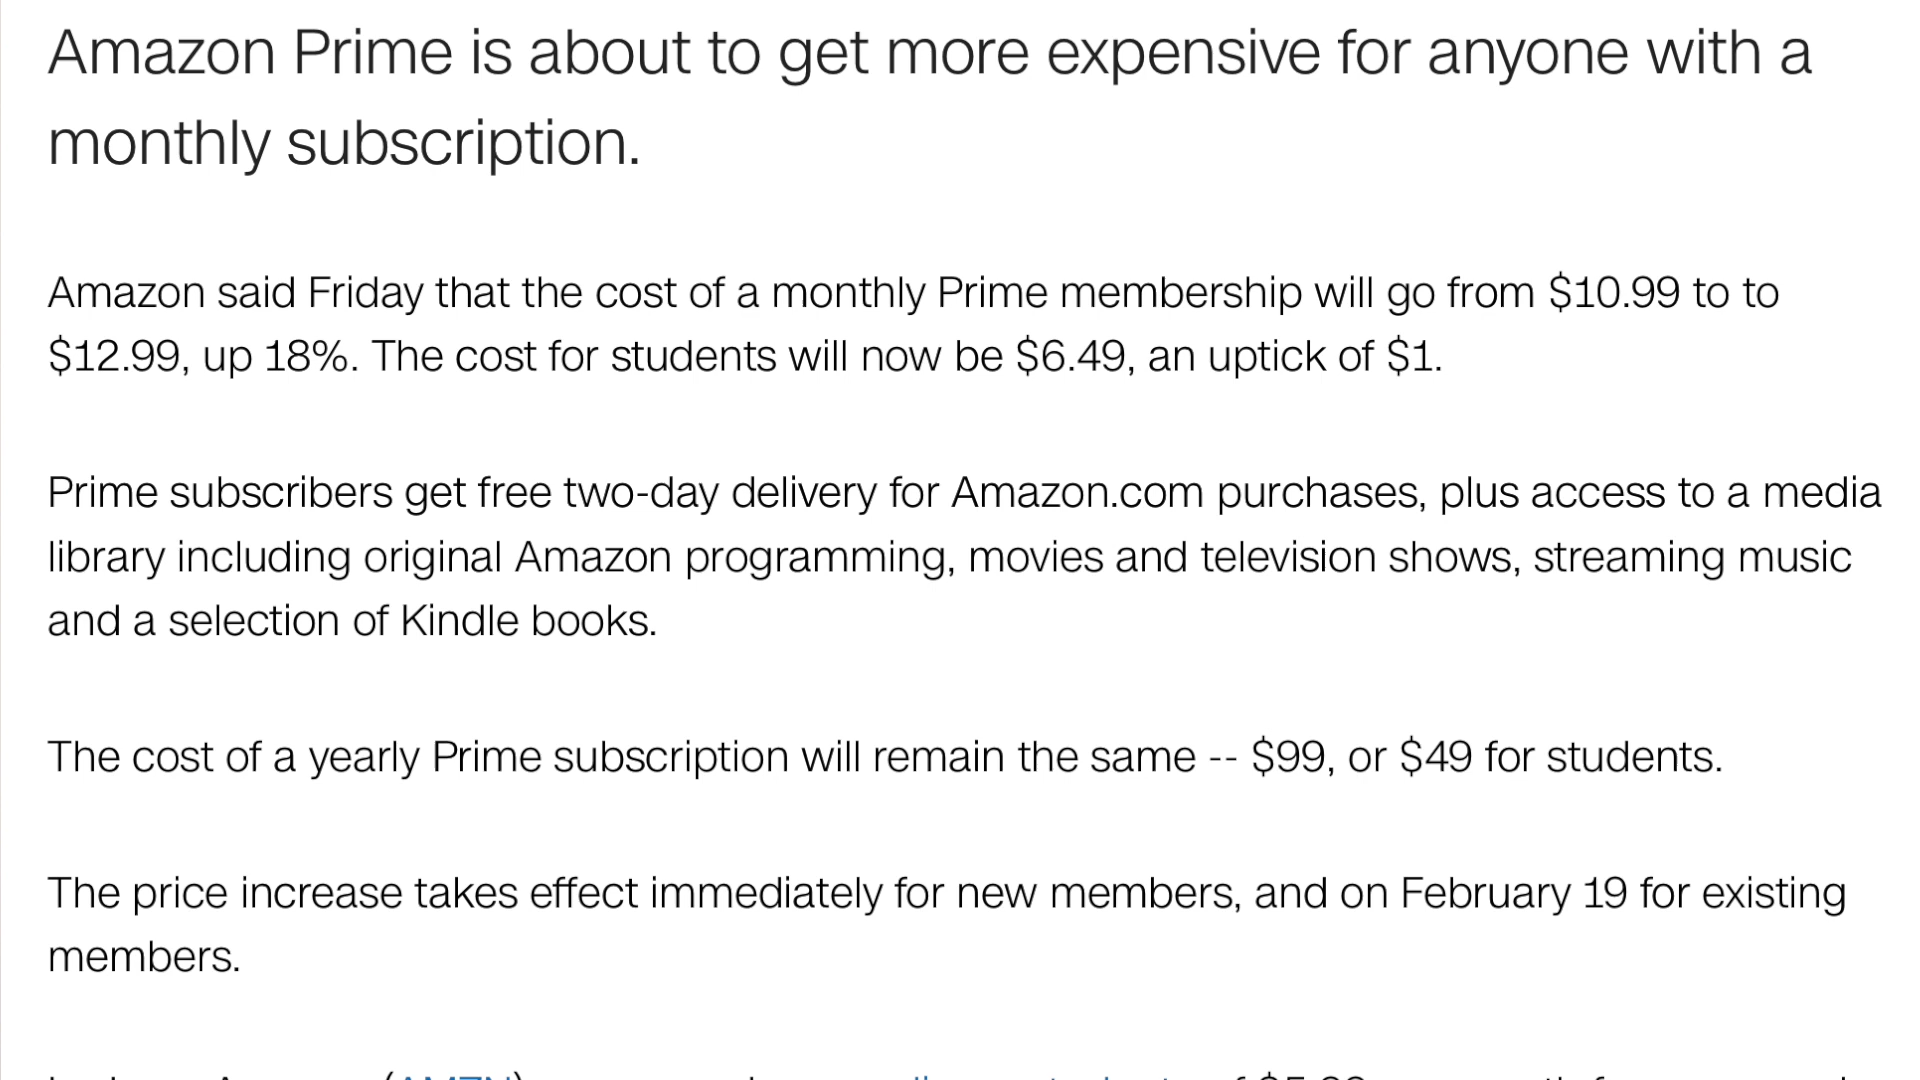 Amazon Prime is about to get more expensive for anyone with a
monthly subscription.
Amazon said Friday that the cost of a monthly Prime membership will go from $10.99 to to
$12.99, up 18%. The cost for students will now be $6.49, an uptick of $1.
Prime subscribers get free two-day delivery for Amazon.com purchases, plus access to a media
library including original Amazon programming, movies and television shows, streaming music
and a selection of Kindle books.
The cost of a yearly Prime subscription will remain the same -- $99, or $49 for students.
The price increase takes effect immediately for new members, and on February 19 for existing
members.